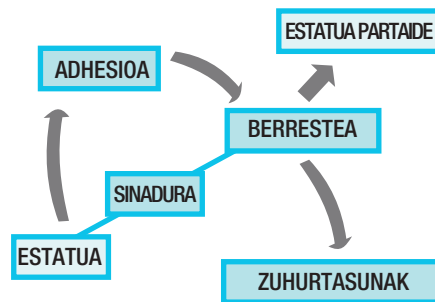 ESTATUA PARTAIDE
ADHESIOA
BERRESTEA
SINADURA
ESTATUA
ZUHURTASUNAK